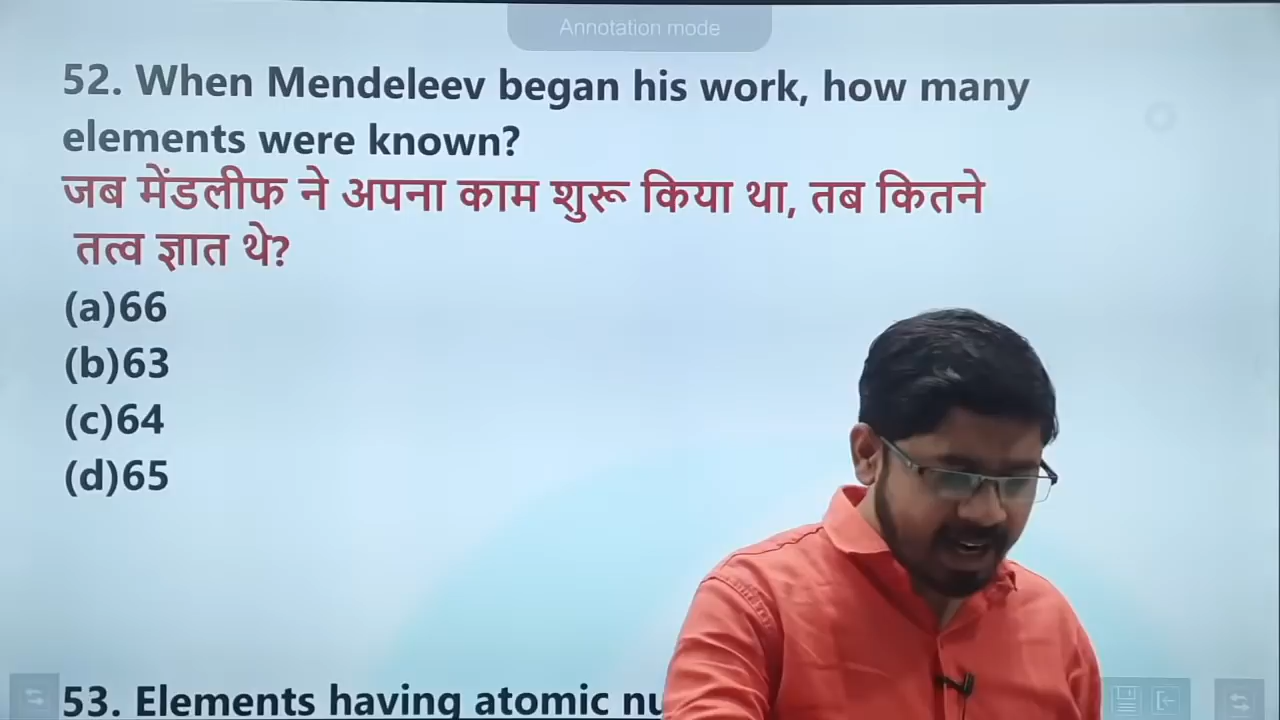 Annotation mode
52. When Mendeleev began his work, how many
elements were known?
जब मेंडलीफ ने अपना काम शुरू किया था, तब कितने
तत्व ज्ञात थे?
(a)66
(b)63
(c)64
(d)65
53. Elements having atomic